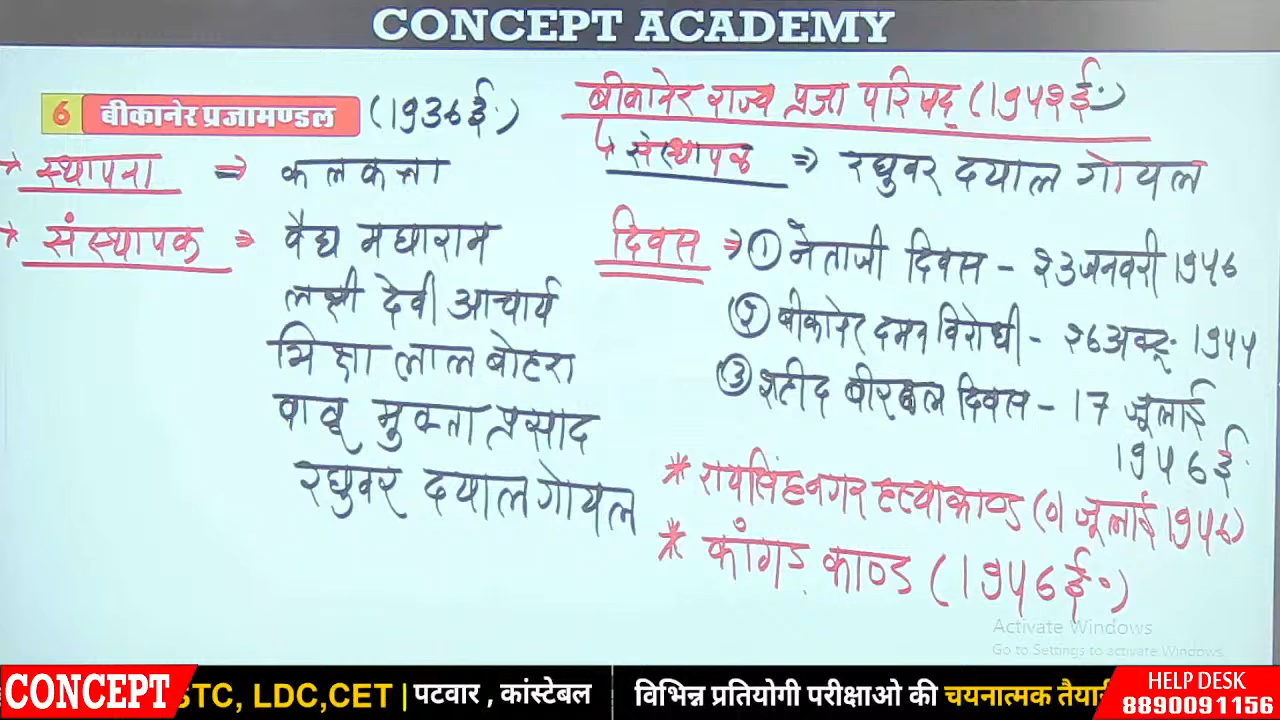 CONCEPT ACADEMY
6 बीकानेर प्रजामण्डल (1936ई॰)
→ स्थापना ⇒ कलकत्ता
→ संस्थापक ⇒ वैद्य मघाराम
लक्ष्मी देवी आचार्य
भिक्षा लाल बोहरा
बाबू मुक्ता प्रसाद
रघुवर दयाल गोयल
बीकानेर राज्य प्रजा परिषद् (1942ई॰)
↳ संस्थापक ⇒ रघुवर दयाल गोयल
दिवस ⇒ ① नेताजी दिवस - 23 जनवरी 1946
② बीकानेर दमन विरोधी - 26 अक्टू॰ 1944
③ शहीद बीरबल दिवस - 17 जूलाई
1946ई॰
* रायसिंहनगर हत्याकाण्ड (01 जूलाई 1946)
* कांगड़ काण्ड (1946ई॰)
Activate Windows
Go to Settings to activate Windows.
CONCEPT STC, LDC,CET | पटवार , कांस्टेबल विभिन्न प्रतियोगी परीक्षाओ की चयनात्मक तैयारी HELP DESK
8890091156